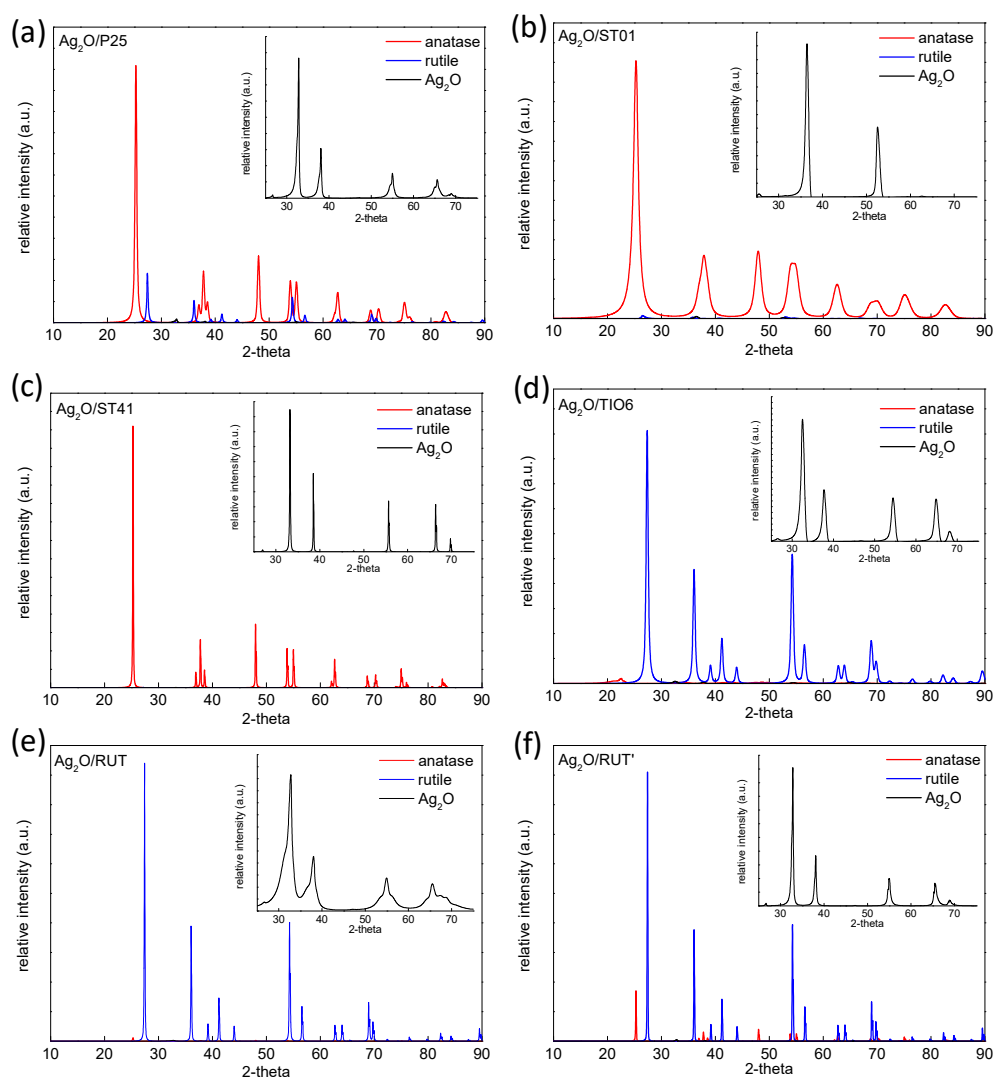 (a)
Ag₂O/P25
anatase
rutile
Ag₂O
relative intensity (a.u.)
30 40 50 60 70
2-theta
relative intensity (a.u.)
10 20 30 40 50 60 70 80 90
2-theta
(b)
Ag₂O/ST01
anatase
rutile
Ag₂O
relative intensity (a.u.)
30 40 50 60 70
2-theta
relative intensity (a.u.)
10 20 30 40 50 60 70 80 90
2-theta
(c)
Ag₂O/ST41
anatase
rutile
Ag₂O
relative intensity (a.u.)
30 40 50 60 70
2-theta
relative intensity (a.u.)
10 20 30 40 50 60 70 80 90
2-theta
(d)
Ag₂O/TIO6
anatase
rutile
Ag₂O
relative intensity (a.u.)
30 40 50 60 70
2-theta
relative intensity (a.u.)
10 20 30 40 50 60 70 80 90
2-theta
(e)
Ag₂O/RUT
anatase
rutile
Ag₂O
relative intensity (a.u.)
30 40 50 60 70
2-theta
relative intensity (a.u.)
10 20 30 40 50 60 70 80 90
2-theta
(f)
Ag₂O/RUT'
anatase
rutile
Ag₂O
relative intensity (a.u.)
30 40 50 60 70
2-theta
relative intensity (a.u.)
10 20 30 40 50 60 70 80 90
2-theta